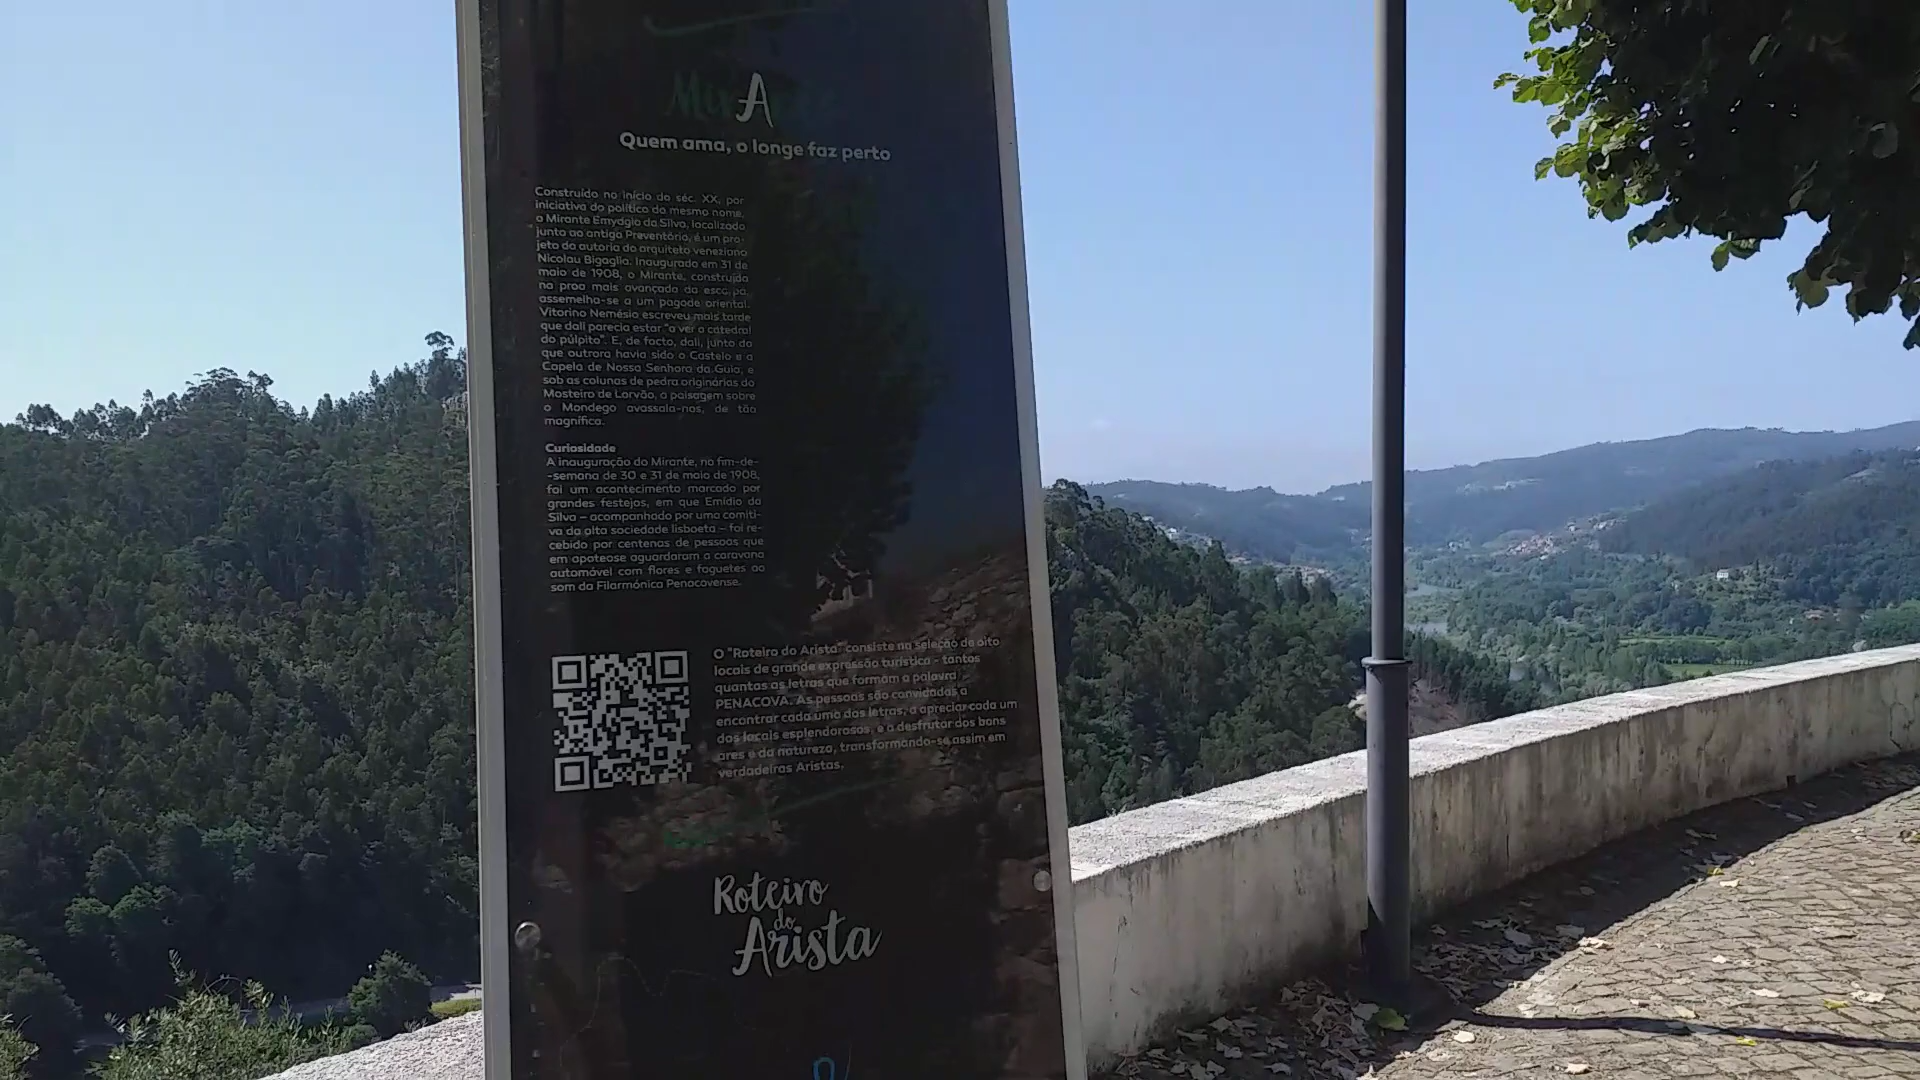 MirAnte
Quem ama, o longe faz perto
Construído no início do séc. XX, por
iniciativa do político do mesmo nome,
o Mirante Emygdio da Silva, localizado
junto ao antigo Preventório, é um pro-
jeto da autoria do arquiteto veneziano
Nicolau Bigaglia. Inaugurado em 31 de
maio de 1908, o Mirante, construído
na proa mais avançada da escarpa,
assemelha-se a um pagode oriental.
Vitorino Nemésio escreveu mais tarde
que dali parecia estar "a ver a catedral
do púlpito". E, de facto, dali, junto do
que outrora havia sido o Castelo e a
Capela de Nossa Senhora da Guia, e
sob as colunas de pedra originárias do
Mosteiro de Lorvão, a paisagem sobre
o Mondego avassala-nos, de tão
magnífica.
Curiosidade
A inauguração do Mirante, no fim-de-
-semana de 30 e 31 de maio de 1908,
foi um acontecimento marcado por
grandes festejos, em que Emídio da
Silva – acompanhado por uma comiti-
va da alta sociedade lisboeta – foi re-
cebido por centenas de pessoas que
em apoteose aguardaram a caravana
automóvel com flores e foguetes ao
som da Filarmónica Penacovense.
O "Roteiro do Arista" consiste na seleção de oito
locais de grande expressão turística - tantos
quantas as letras que formam a palavra
PENACOVA. As pessoas são convidadas a
encontrar cada uma das letras, a apreciar cada um
dos locais esplendorosos, e a desfrutar dos bons
ares e da natureza, transformando-se assim em
verdadeiros Aristas.
Roteiro
do
Arista